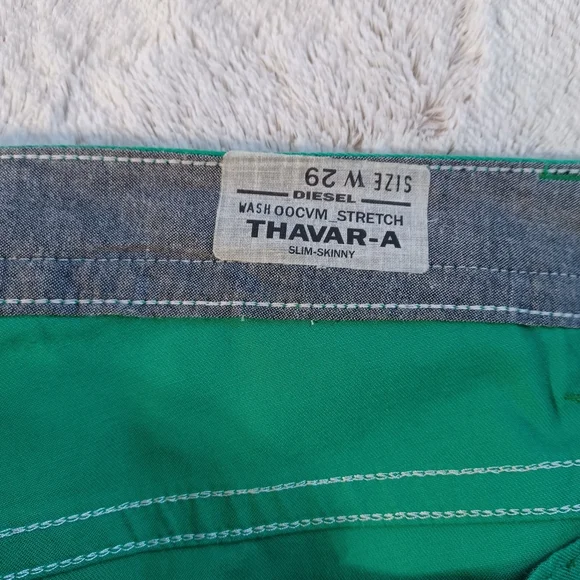 SIZE W 29
DIESEL
WASH 00CVM_STRETCH
THAVAR-A
SLIM-SKINNY